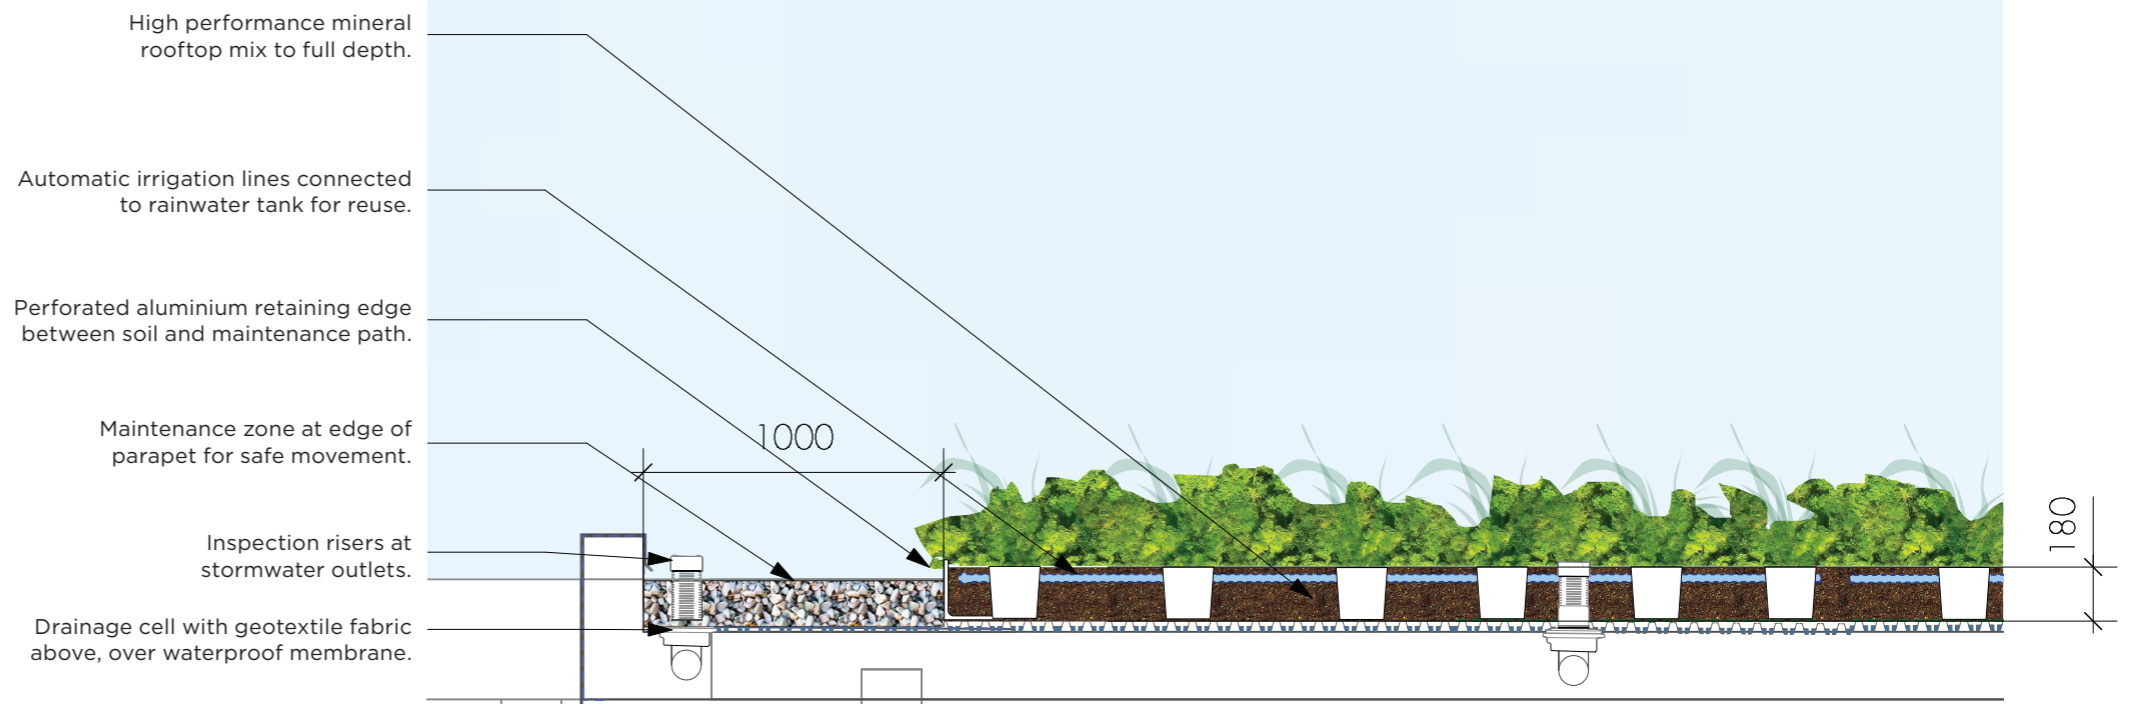 High performance mineral
rooftop mix to full depth.
Automatic irrigation lines connected
to rainwater tank for reuse.
Perforated aluminium retaining edge
between soil and maintenance path.
Maintenance zone at edge of
parapet for safe movement.
1000
Inspection risers at
stormwater outlets.
180
Drainage cell with geotextile fabric
above, over waterproof membrane.